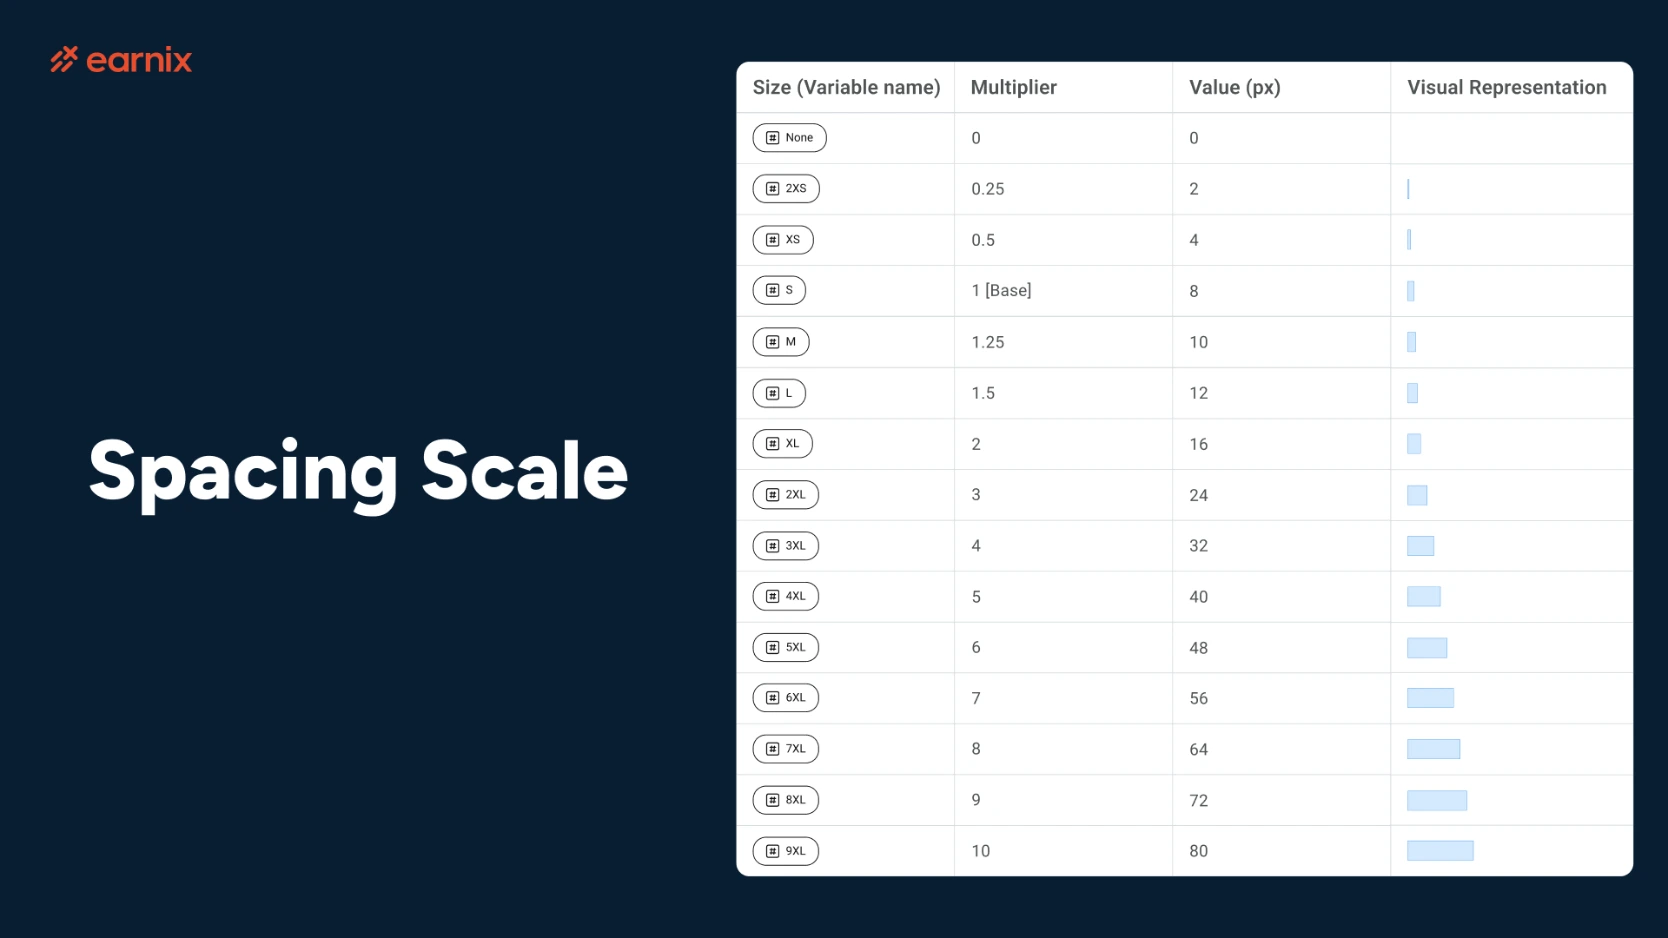 earnix
Spacing Scale
Size (Variable name) Multiplier Value (px) Visual Representation
None 0 0
2XS 0.25 2
XS 0.5 4
S 1 [Base] 8
M 1.25 10
L 1.5 12
XL 2 16
2XL 3 24
3XL 4 32
4XL 5 40
5XL 6 48
6XL 7 56
7XL 8 64
8XL 9 72
9XL 10 80